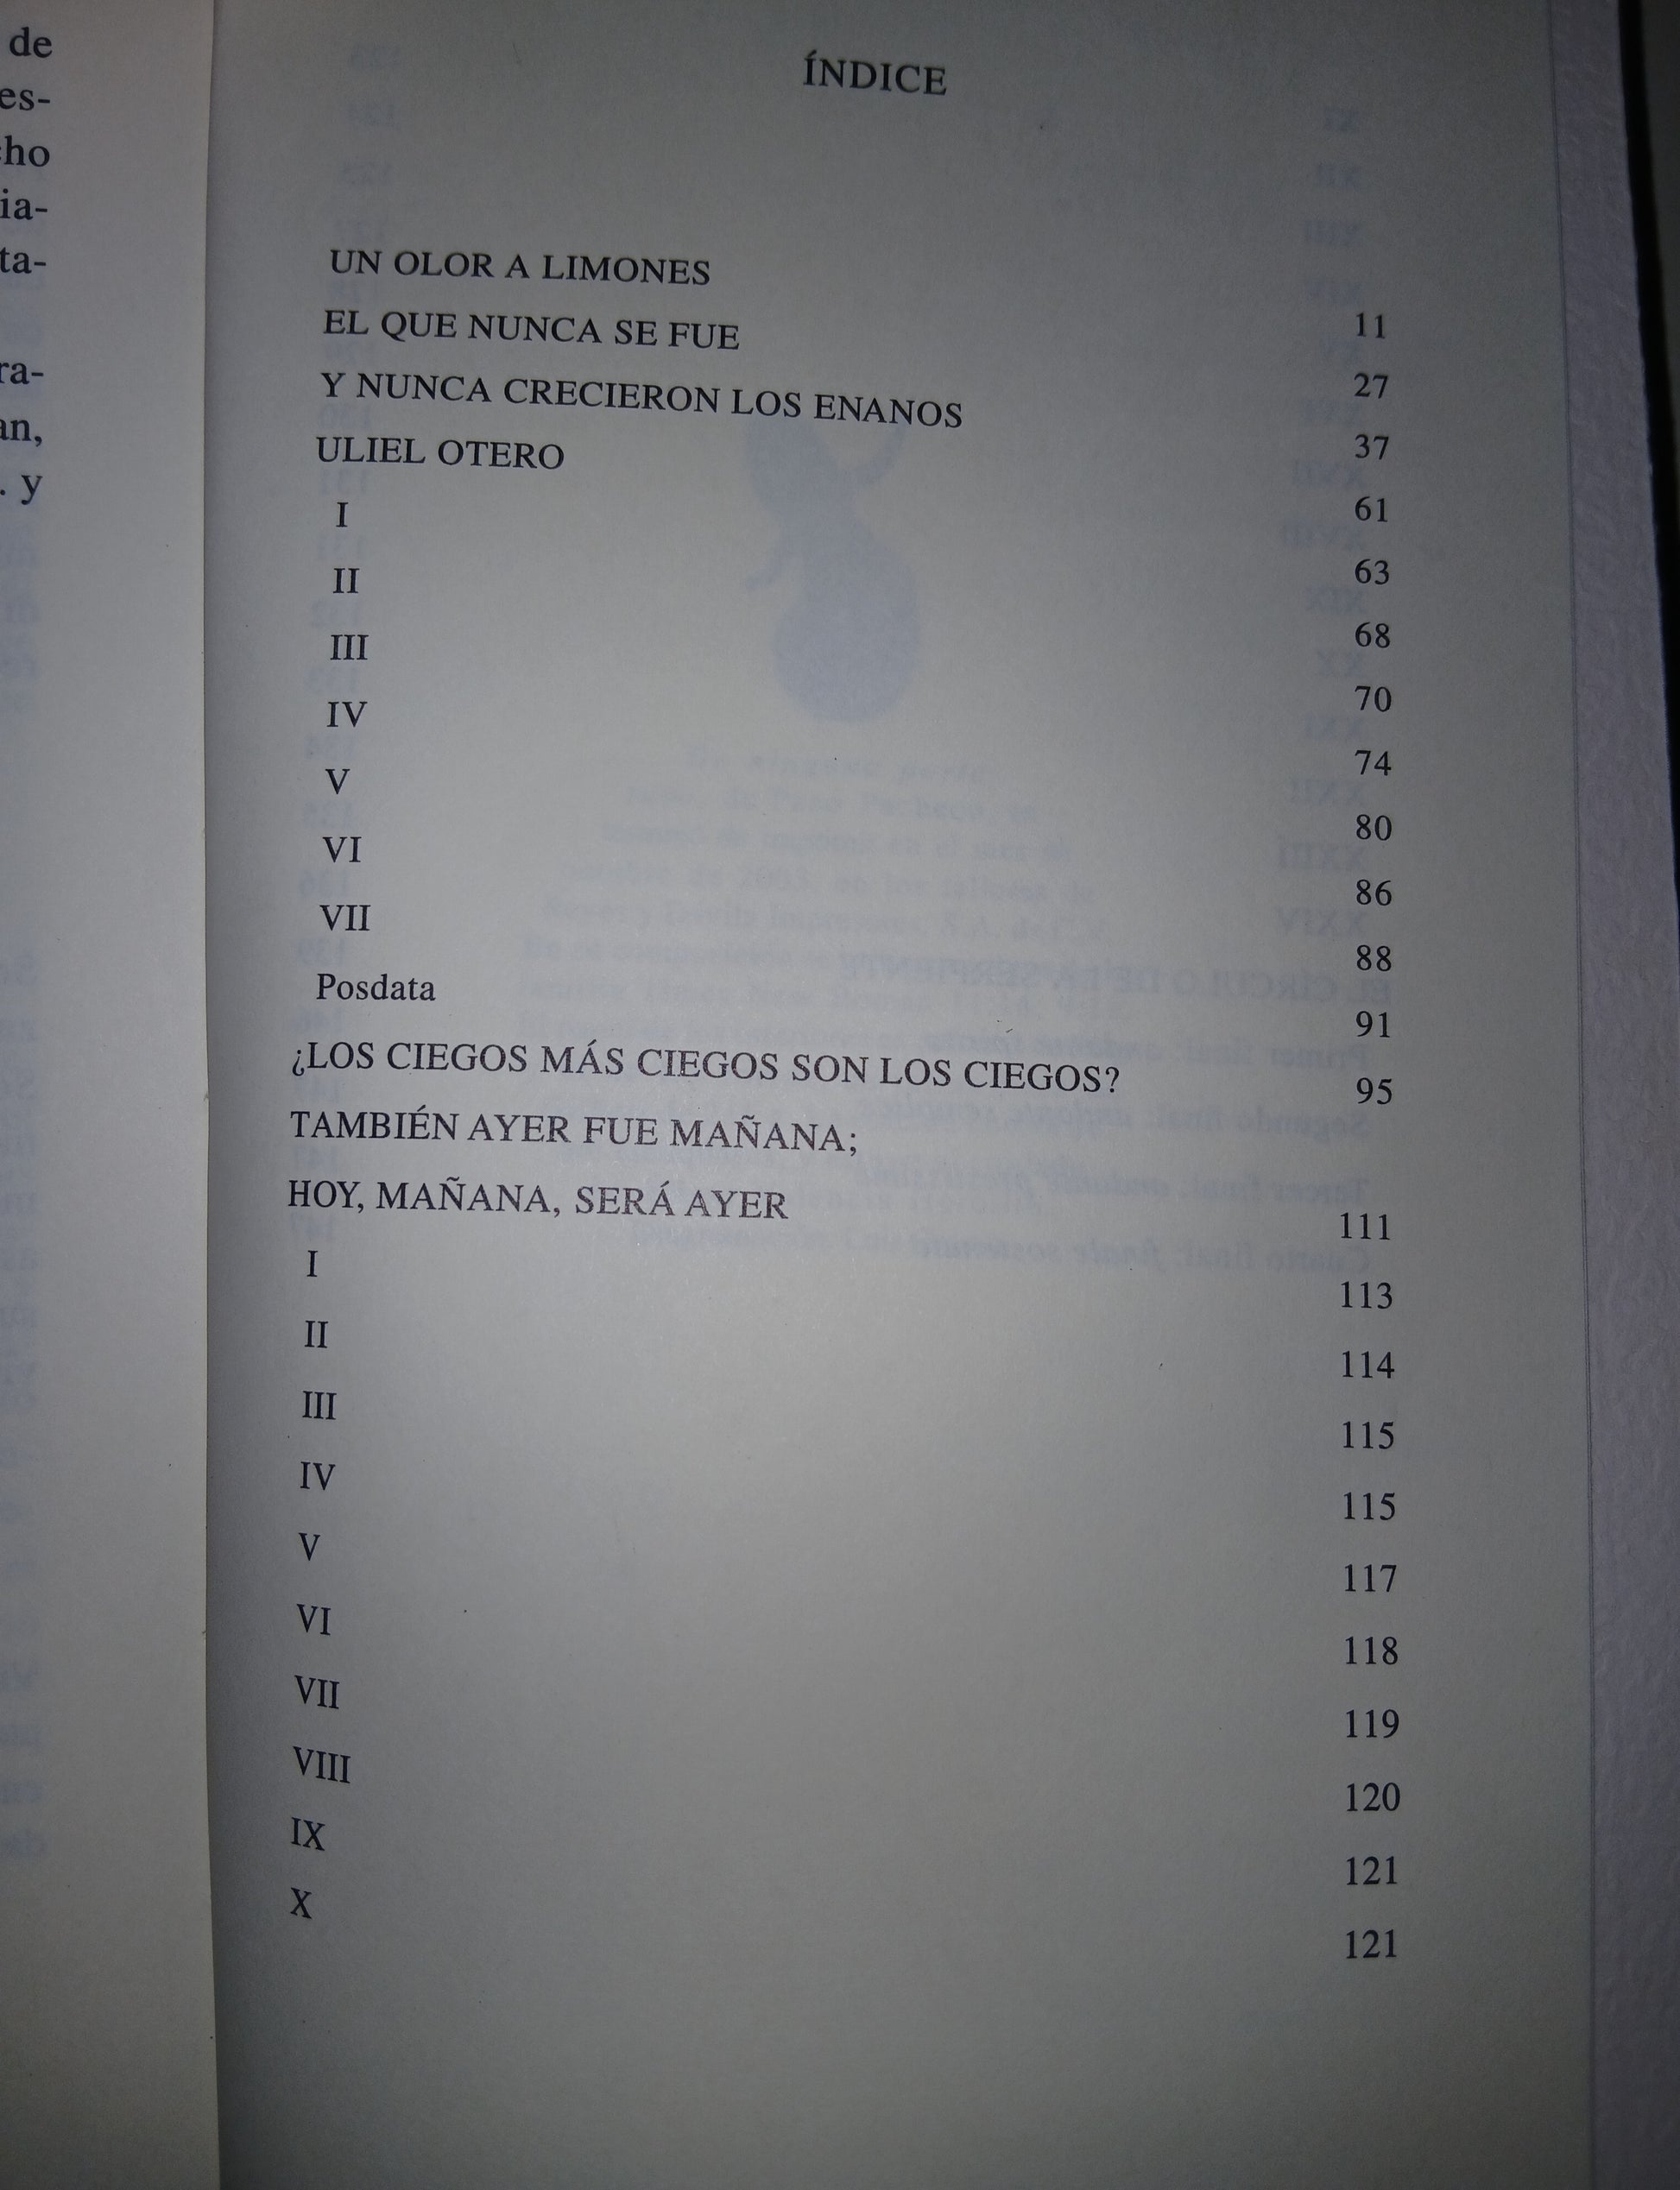 de
es-
cho
ia-
ta-
ra-
an,
. y
ÍNDICE
UN OLOR A LIMONES 11
EL QUE NUNCA SE FUE 27
Y NUNCA CRECIERON LOS ENANOS 37
ULIEL OTERO 61
I 63
II 68
III 70
IV 74
V 80
VI 86
VII 88
Posdata 91
¿LOS CIEGOS MÁS CIEGOS SON LOS CIEGOS? 95
TAMBIÉN AYER FUE MAÑANA;
HOY, MAÑANA, SERÁ AYER 111
I 113
II 114
III 115
IV 115
V 117
VI 118
VII 119
VIII 120
IX 121
X 121